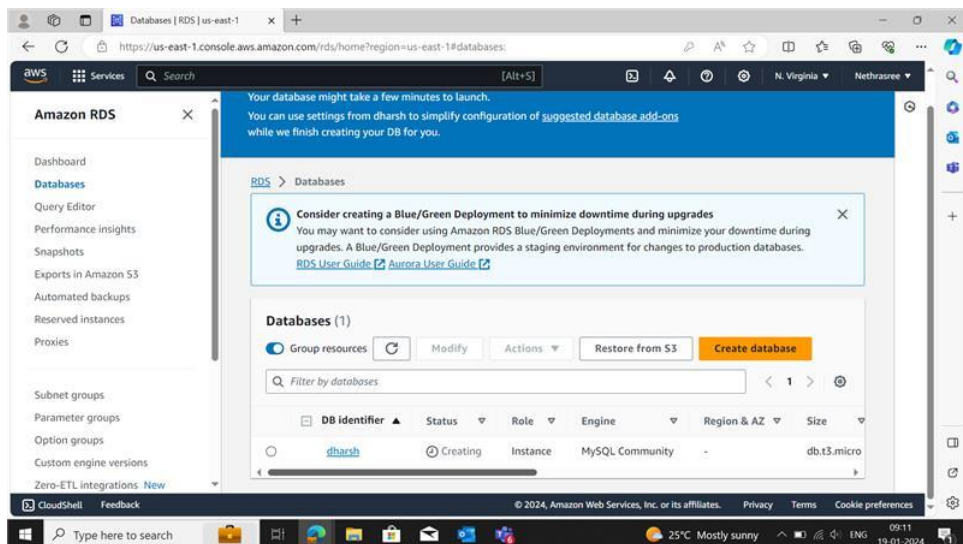 Databases | RDS | us-east-1
https://us-east-1.console.aws.amazon.com/rds/home?region=us-east-1#databases:
aws Services Search [Alt+S] N. Virginia Nethrasree
Amazon RDS
Dashboard
Databases
Query Editor
Performance insights
Snapshots
Exports in Amazon S3
Automated backups
Reserved instances
Proxies
Subnet groups
Parameter groups
Option groups
Custom engine versions
Zero-ETL integrations New
Your database might take a few minutes to launch.
You can use settings from dharsh to simplify configuration of suggested database add-ons
while we finish creating your DB for you.
RDS > Databases
Consider creating a Blue/Green Deployment to minimize downtime during upgrades
You may want to consider using Amazon RDS Blue/Green Deployments and minimize your downtime during
upgrades. A Blue/Green Deployment provides a staging environment for changes to production databases.
RDS User Guide Aurora User Guide
Databases (1)
Group resources Modify Actions Restore from S3 Create database
Filter by databases < 1 >
DB identifier Status Role Engine Region & AZ Size
dharsh Creating Instance MySQL Community - db.t3.micro
CloudShell Feedback © 2024, Amazon Web Services, Inc. or its affiliates. Privacy Terms Cookie preferences
Type here to search 25°C Mostly sunny ENG 09:11
19-01-2024